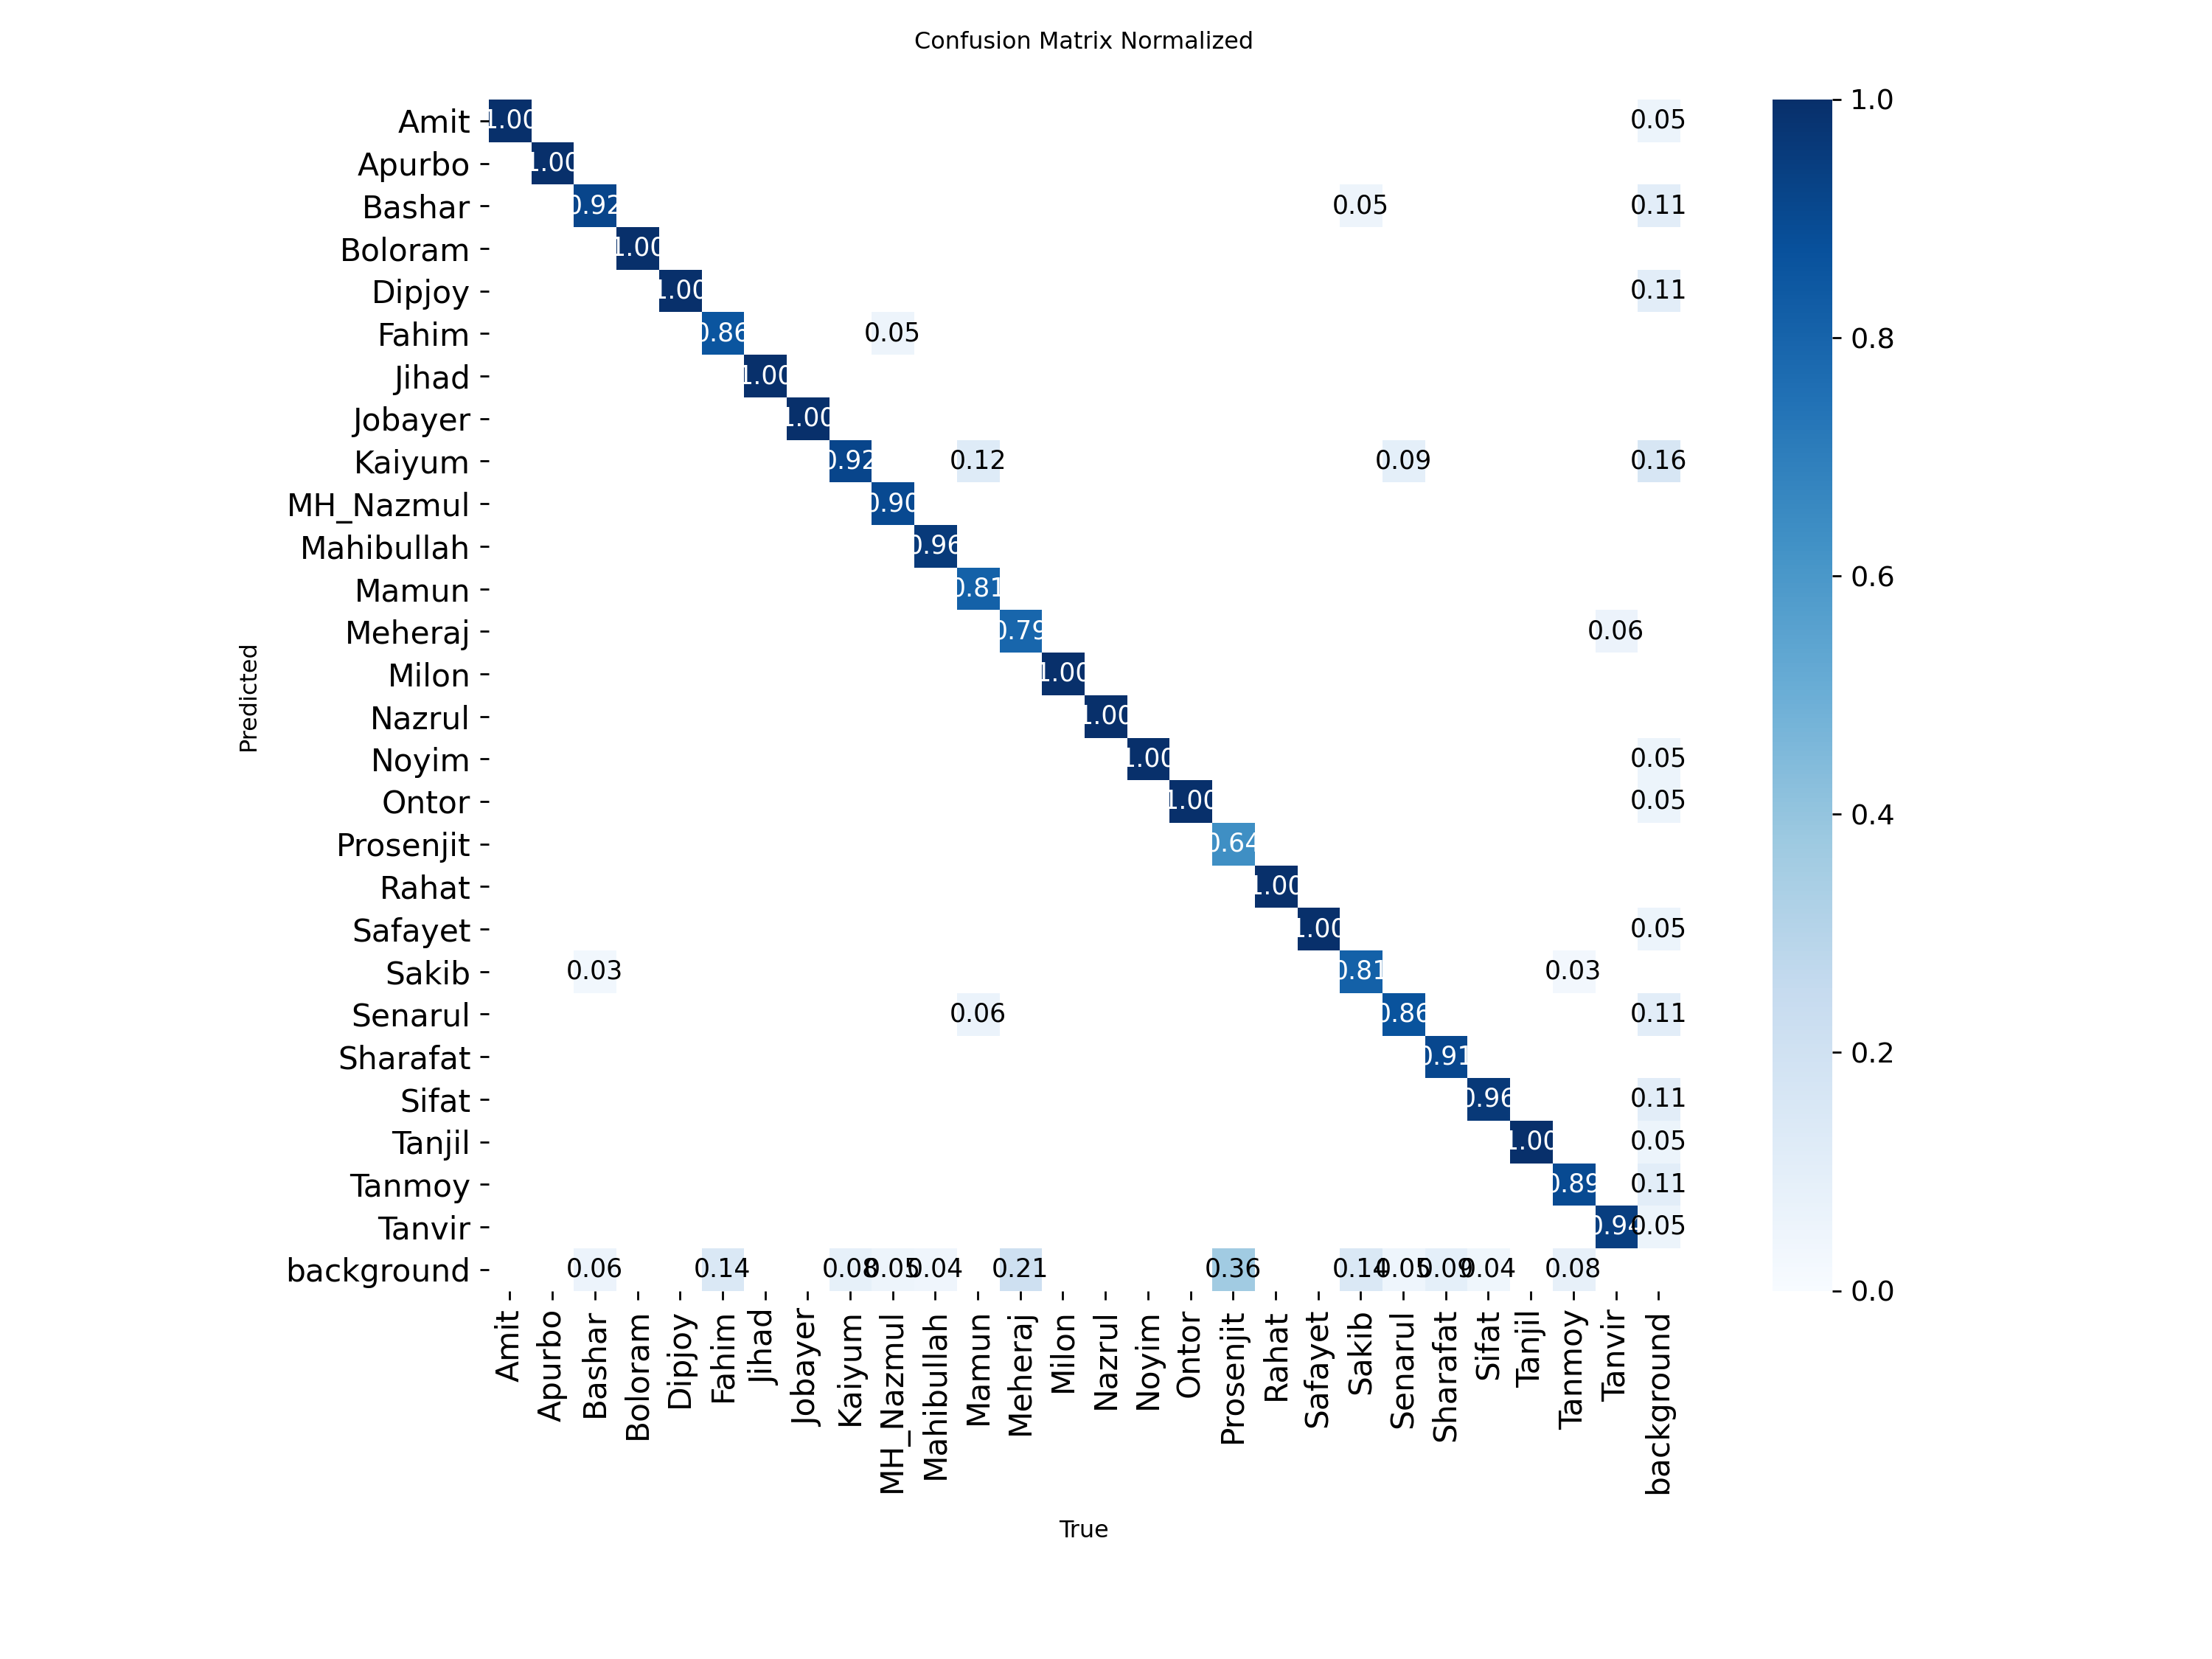 Confusion Matrix Normalized
Amit 1.00 0.05 1.0
Apurbo 1.00
Bashar 0.92 0.05 0.11
Boloram 1.00
Dipjoy 1.00 0.11
Fahim 0.86 0.05 0.8
Jihad 1.00
Jobayer 1.00
Kaiyum 0.92 0.12 0.09 0.16
MH_Nazmul 0.90
Mahibullah 0.96
Mamun 0.81 0.6
Meheraj 0.79 0.06
Milon 1.00
Nazrul 1.00
Noyim 1.00 0.05
Ontor 1.00 0.05 0.4
Prosenjit 0.64
Rahat 1.00
Safayet 1.00 0.05
Sakib 0.03 0.81 0.03
Senarul 0.06 0.86 0.11
Sharafat 0.91 0.2
Sifat 0.96 0.11
Tanjil 1.00 0.05
Tanmoy 0.89 0.11
Tanvir 0.94 0.05
background 0.06 0.14 0.08 0.05 0.04 0.21 0.36 0.14 0.05 0.09 0.04 0.08 0.0
Amit Apurbo Bashar Boloram Dipjoy Fahim Jihad Jobayer Kaiyum MH_Nazmul Mahibullah Mamun Meheraj Milon Nazrul Noyim Ontor Prosenjit Rahat Safayet Sakib Senarul Sharafat Sifat Tanjil Tanmoy Tanvir background
Predicted
True